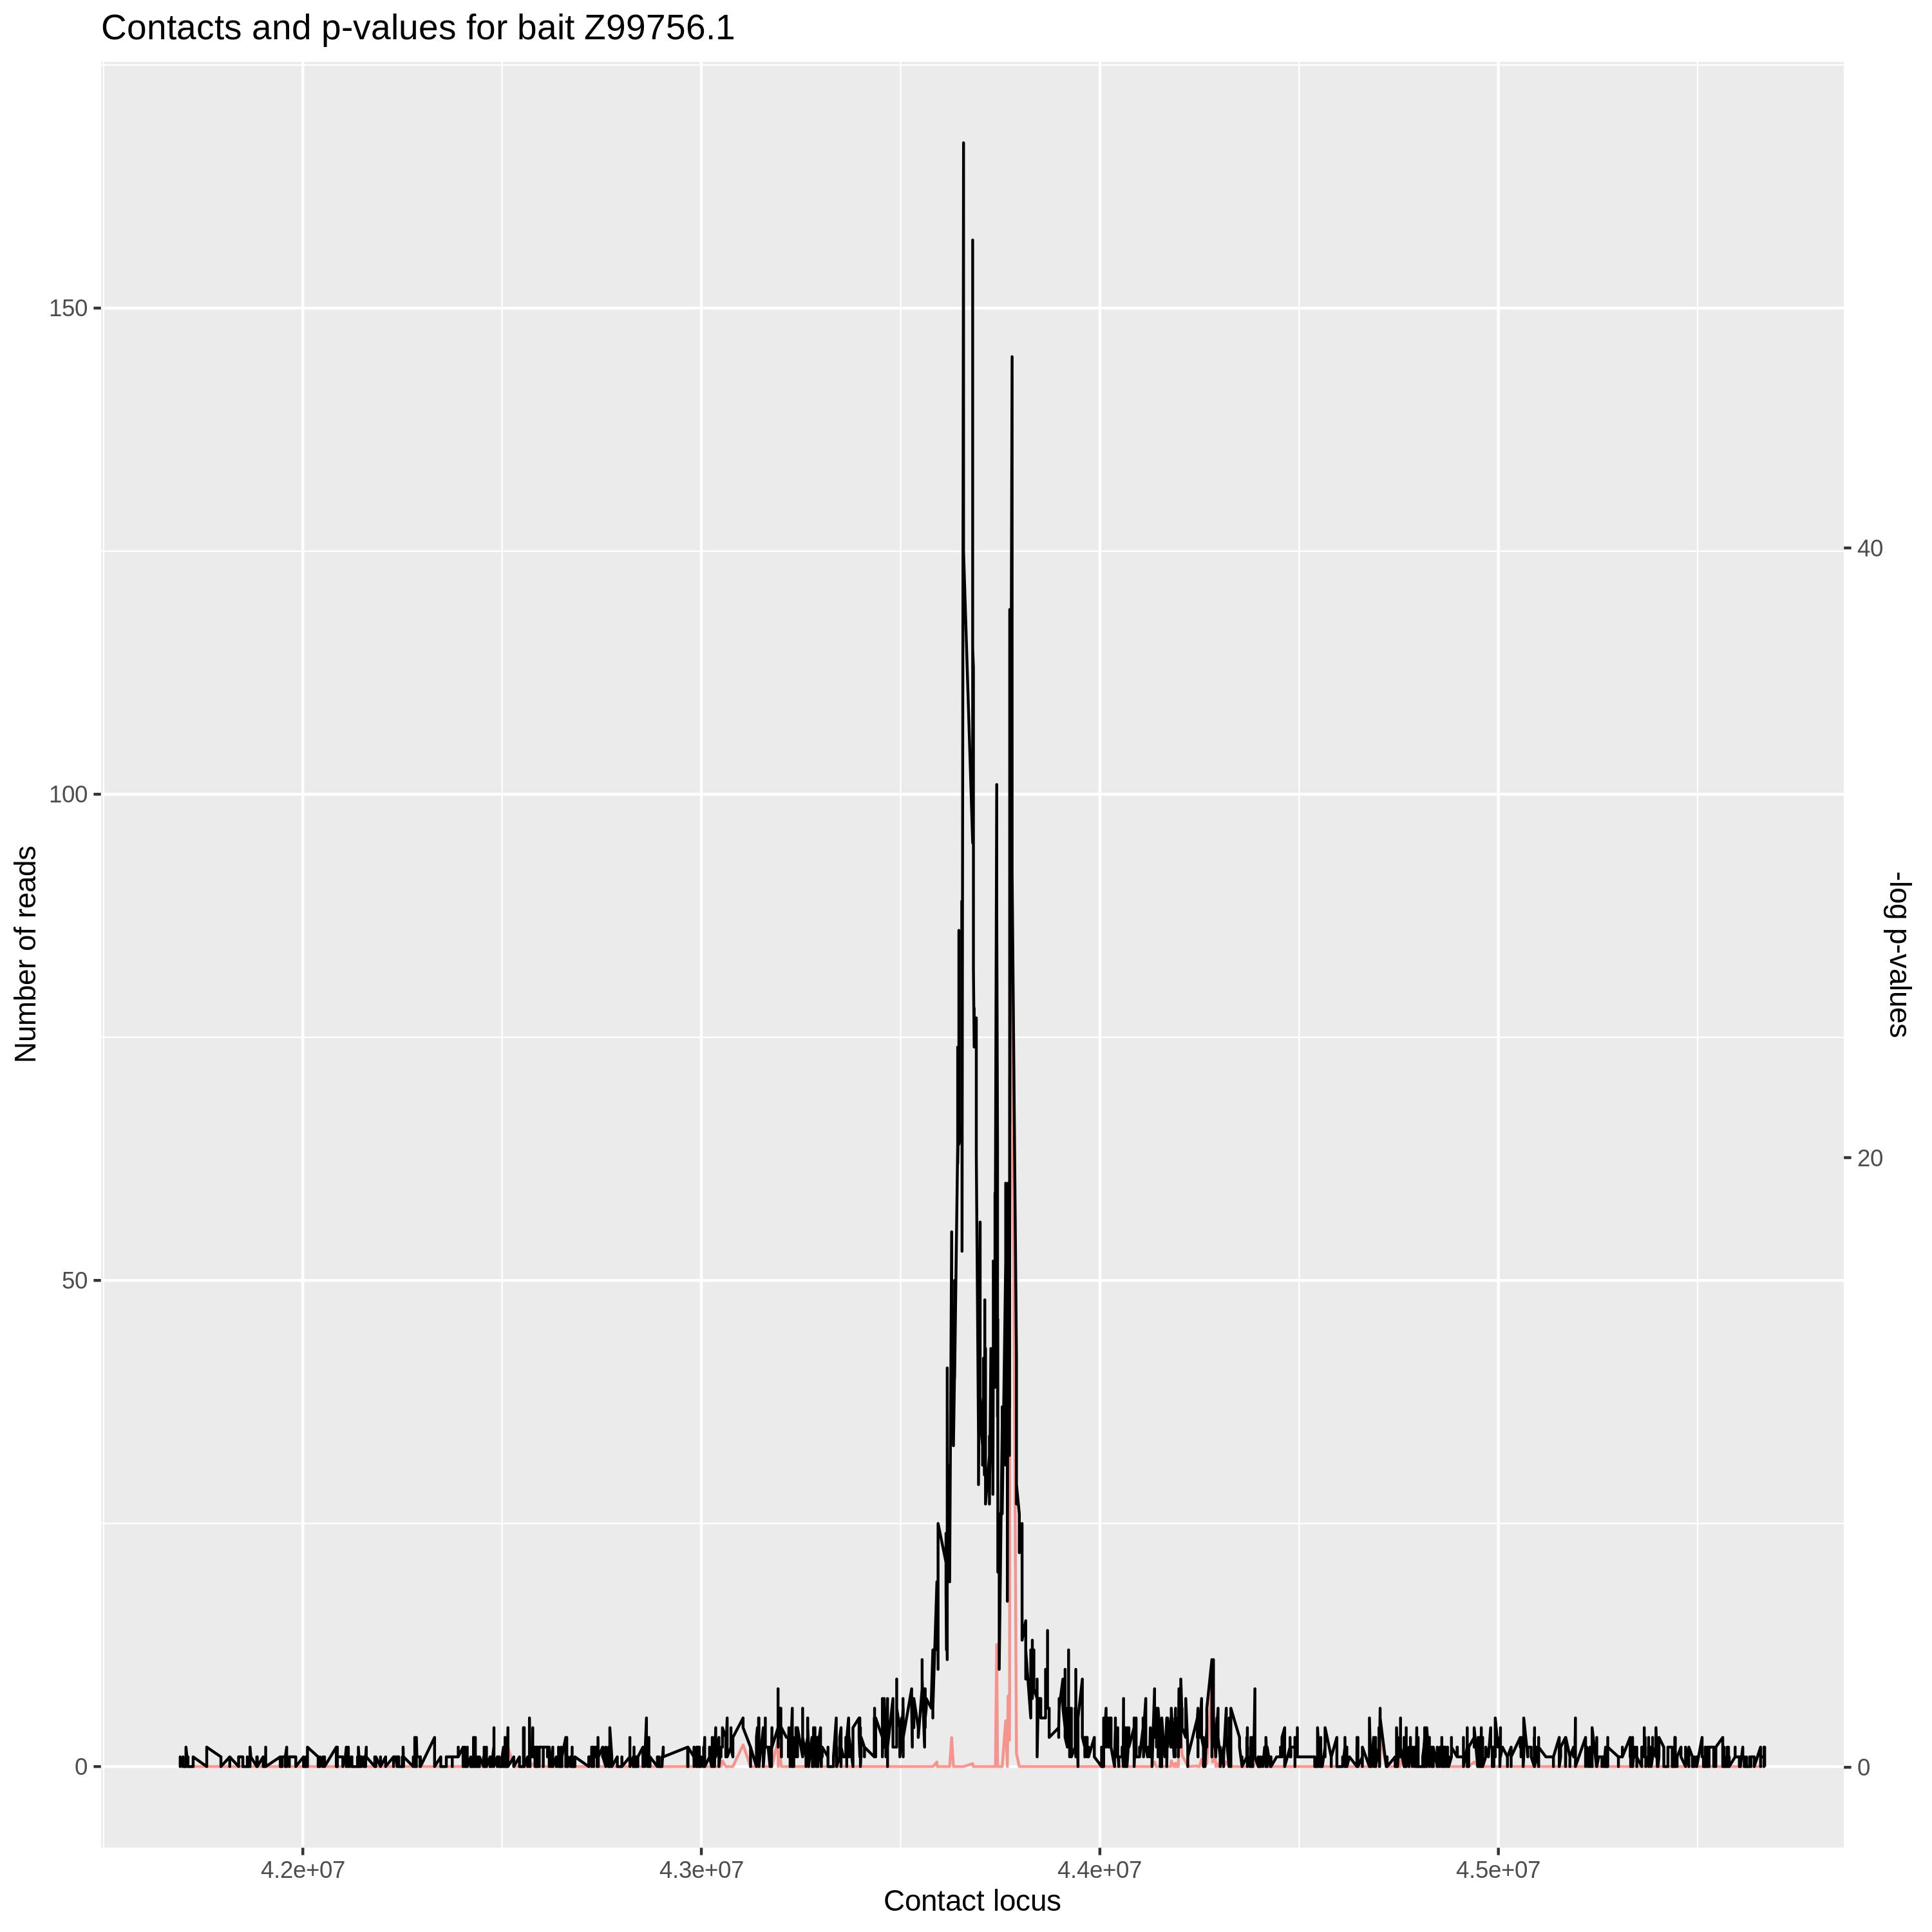 Contacts and p-values for bait Z99756.1
150
100
50
0
Number of reads
40
20
0
-log p-values
4.2e+07
4.3e+07
4.4e+07
4.5e+07
Contact locus